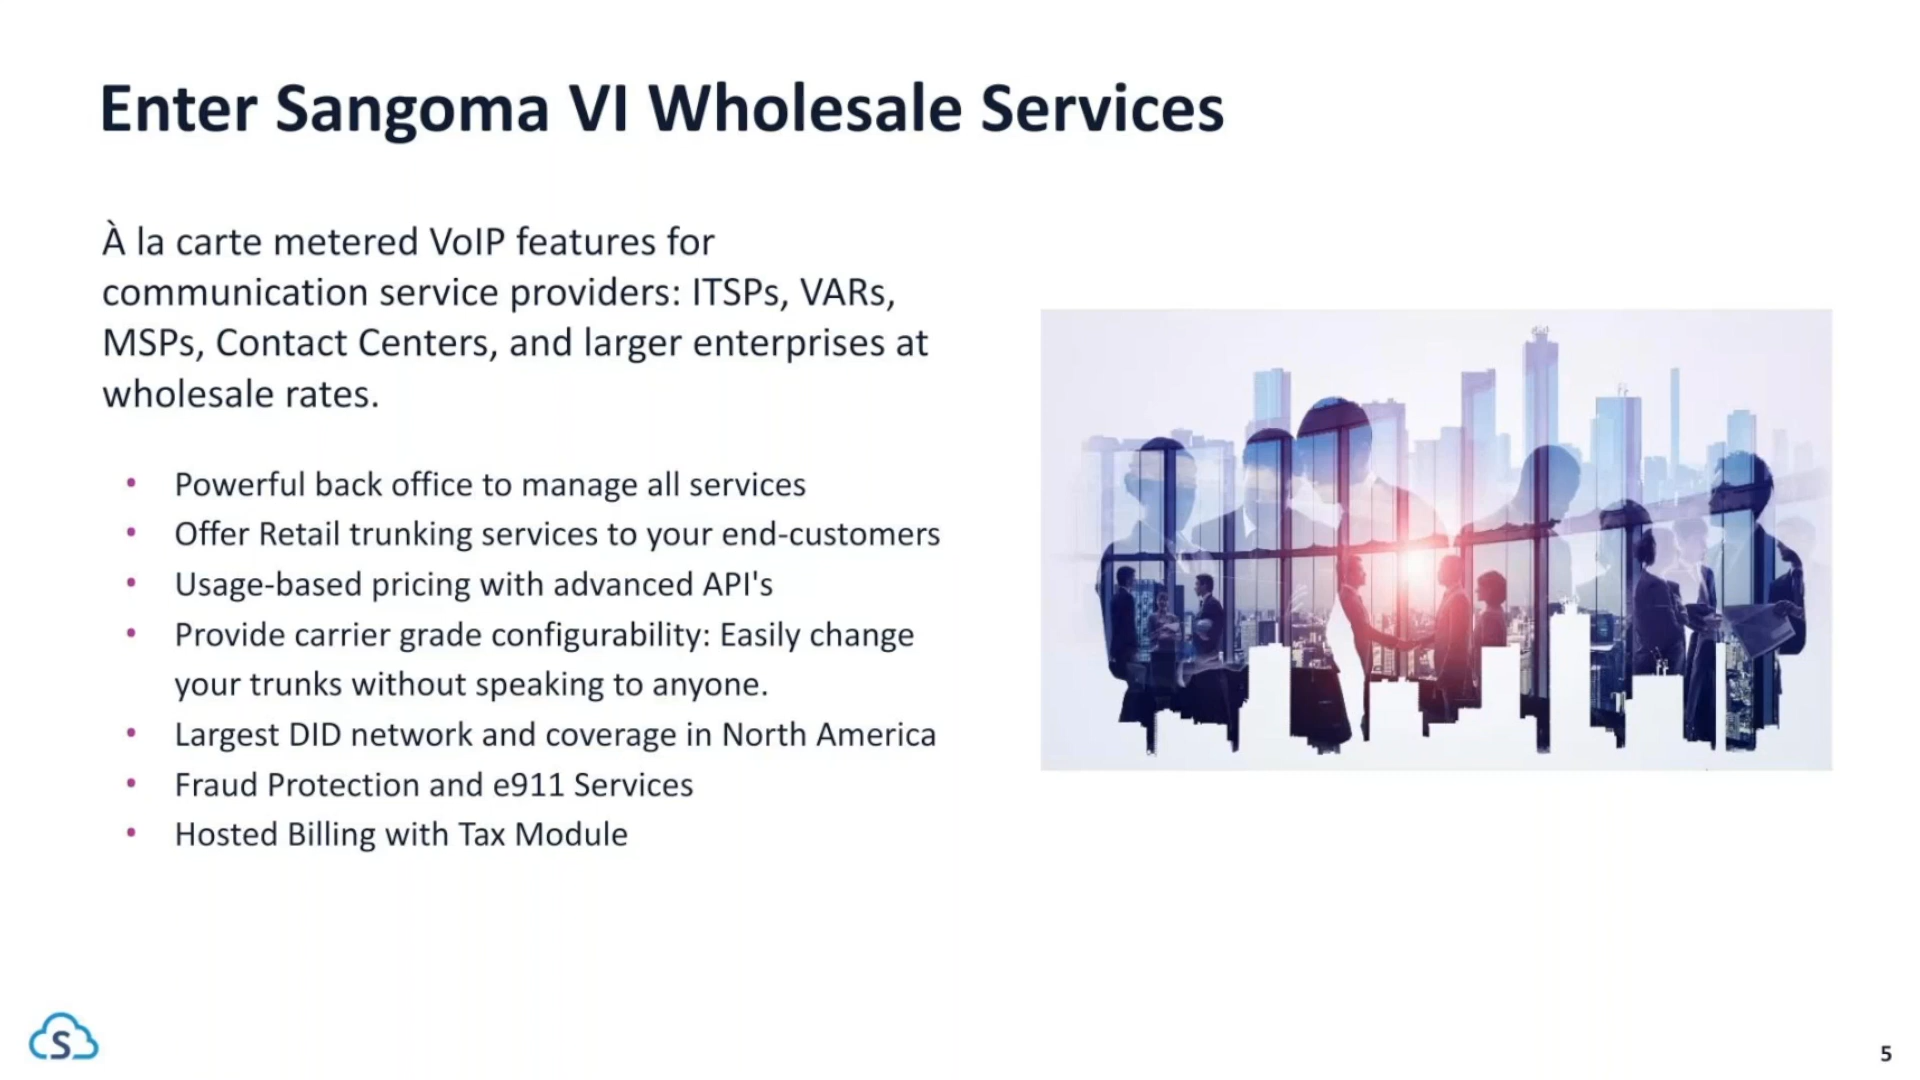 Enter Sangoma VI Wholesale Services
À la carte metered VoIP features for
communication service providers: ITSPs, VARs,
MSPs, Contact Centers, and larger enterprises at
wholesale rates.
• Powerful back office to manage all services
• Offer Retail trunking services to your end-customers
• Usage-based pricing with advanced API's
• Provide carrier grade configurability: Easily change
your trunks without speaking to anyone.
• Largest DID network and coverage in North America
• Fraud Protection and e911 Services
• Hosted Billing with Tax Module
S
5